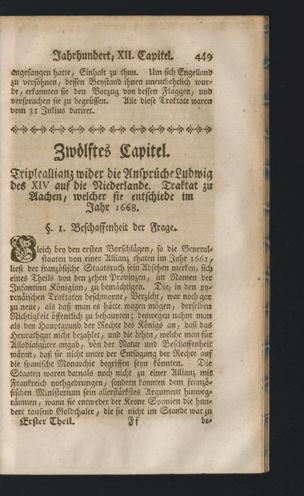 Jahrhundert, XII. Capitel. 449
angefangen hatte, Einhalt zu thun. Um sich Engelland
zu versöhnen, dessen Beystand ihnen unentbehrlich wur-
de, erkannten sie den Vorzug von dessen Flaggen, und
versprachen sie zu begrüssen. Alle diese Traktate waren
vom 31 Julius datiret.
Zwölftes Capitel.
Tripleallianz wider die Ansprüche Ludwig
des XIV auf die Niederlande. Traktat zu
Aachen, welcher sie entschiede im
Jahr 1668.
§. 1. Beschaffenheit der Frage.
Gleich bey den ersten Vorschlägen, so die General-
staaten von einer Allianz thaten im Jahr 1661,
ließ der französische Staatsrath sein Absehen merken, sich
eines Theils von den zehen Provinzen, im Namen der
Infantinn Königinn, zu bemächtigen. Die, in den py-
renäischen Traktaten beschworne, Verzicht, war noch gar
zu neu, als daß man es hätte wagen mögen, derselben
Nichtigkeit öffentlich zu behaupten; deswegen nahm man
als den Hauptgrund der Rechte des Königs an, daß das
Heurathsgut nicht bezahlet, und die Lehen, welche man für
Allodialgüter angab, von der Natur und Beschaffenheit
wären, daß sie nicht unter der Entsagung der Rechte auf
die spanische Monarchie begriffen seyn könnten. Die
Staaten waren damals noch nicht zu einer Allianz mit
Frankreich nothgedrungen, sondern konnten dem franzö-
sischen Ministerium sein allerstärkstes Argument hinweg-
räumen, wann sie entweder der Krone Spanien die hun-
dert tausend Goldthaler, die sie nicht im Stande war zu
Erster Theil. Ff be-